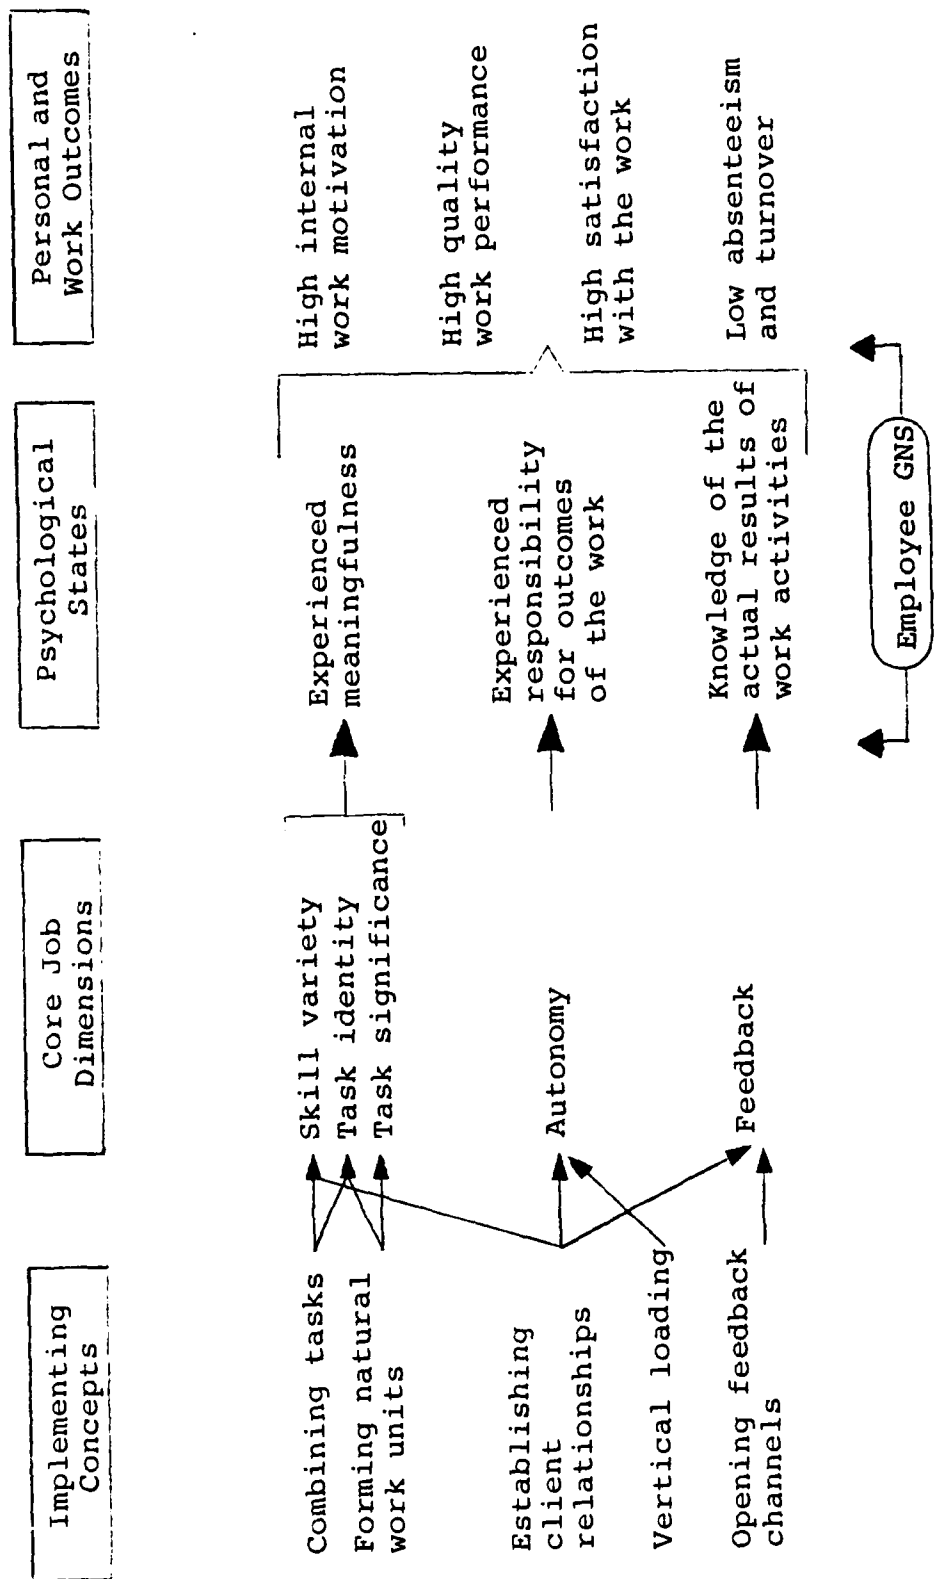 Implementing
Concepts
Core Job
Dimensions
Psychological
States
Personal and
Work Outcomes
Combining tasks
Forming natural
work units
Establishing
client
relationships
Vertical loading
Opening feedback
channels
Skill variety
Task identity
Task significance
Autonomy
Feedback
Experienced
meaningfulness
Experienced
responsibility
for outcomes
of the work
Knowledge of the
actual results of
work activities
High internal
work motivation
High quality
work performance
High satisfaction
with the work
Low absenteeism
and turnover
Employee GNS